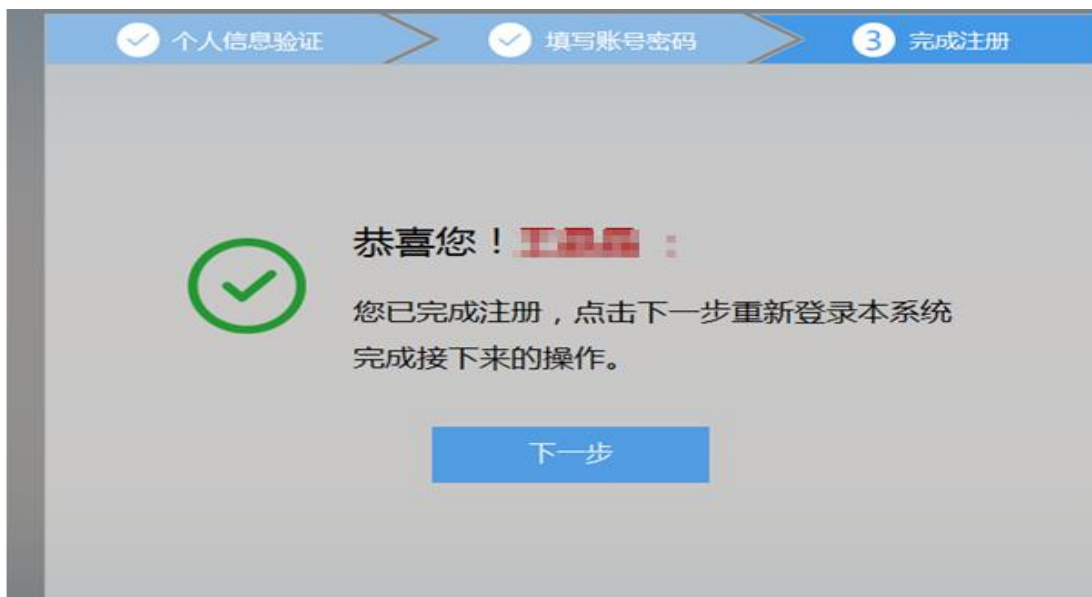 个人信息验证
填写账号密码
3 完成注册
恭喜您！
您已完成注册，点击下一步重新登录本系统
完成接下来的操作。
下一步